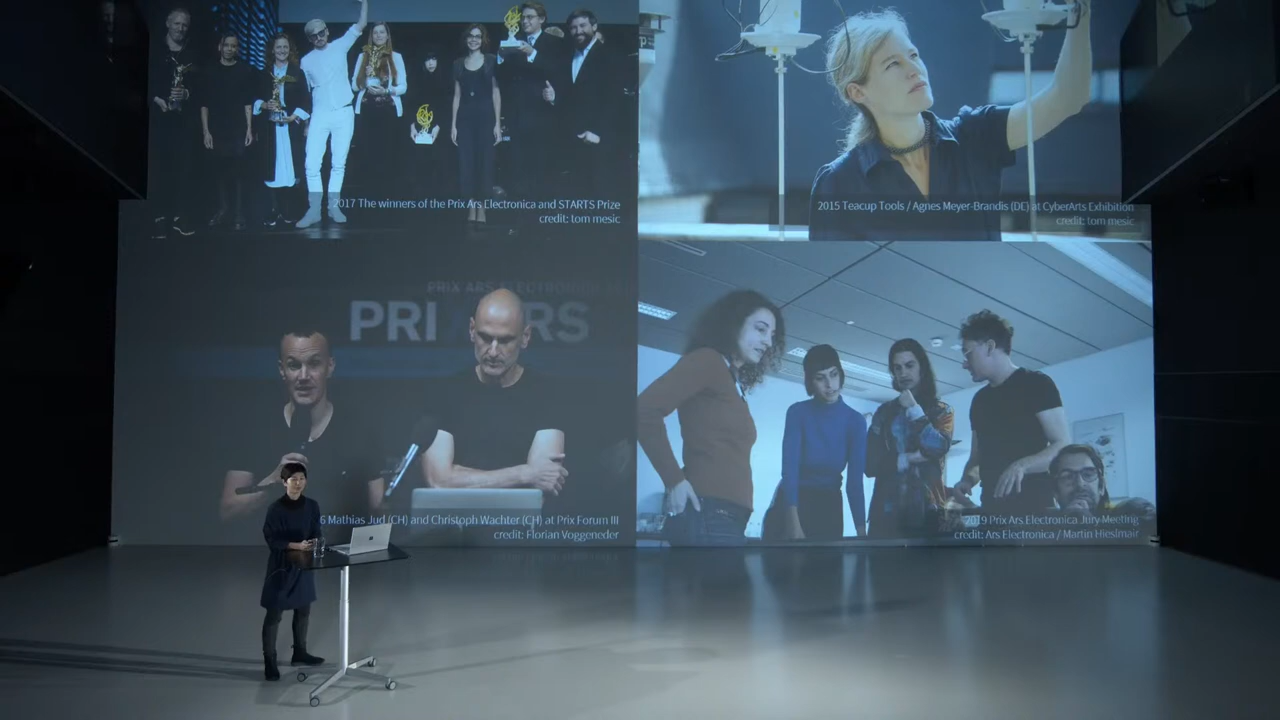 2017 The winners of the Prix Ars Electronica and STARTS Prize
credit: tom mesic
2015 Teacup Tools / Agnes Meyer-Brandis (DE) at CyberArts Exhibition
credit: tom mesic
PRIX ARS ELECTRONICA
PRI RS
6 Mathias Jud (CH) and Christoph Wachter (CH) at Prix Forum III
credit: Florian Voggeneder
2019 Prix Ars Electronica Jury Meeting
credit: Ars Electronica / Martin Hieslmair